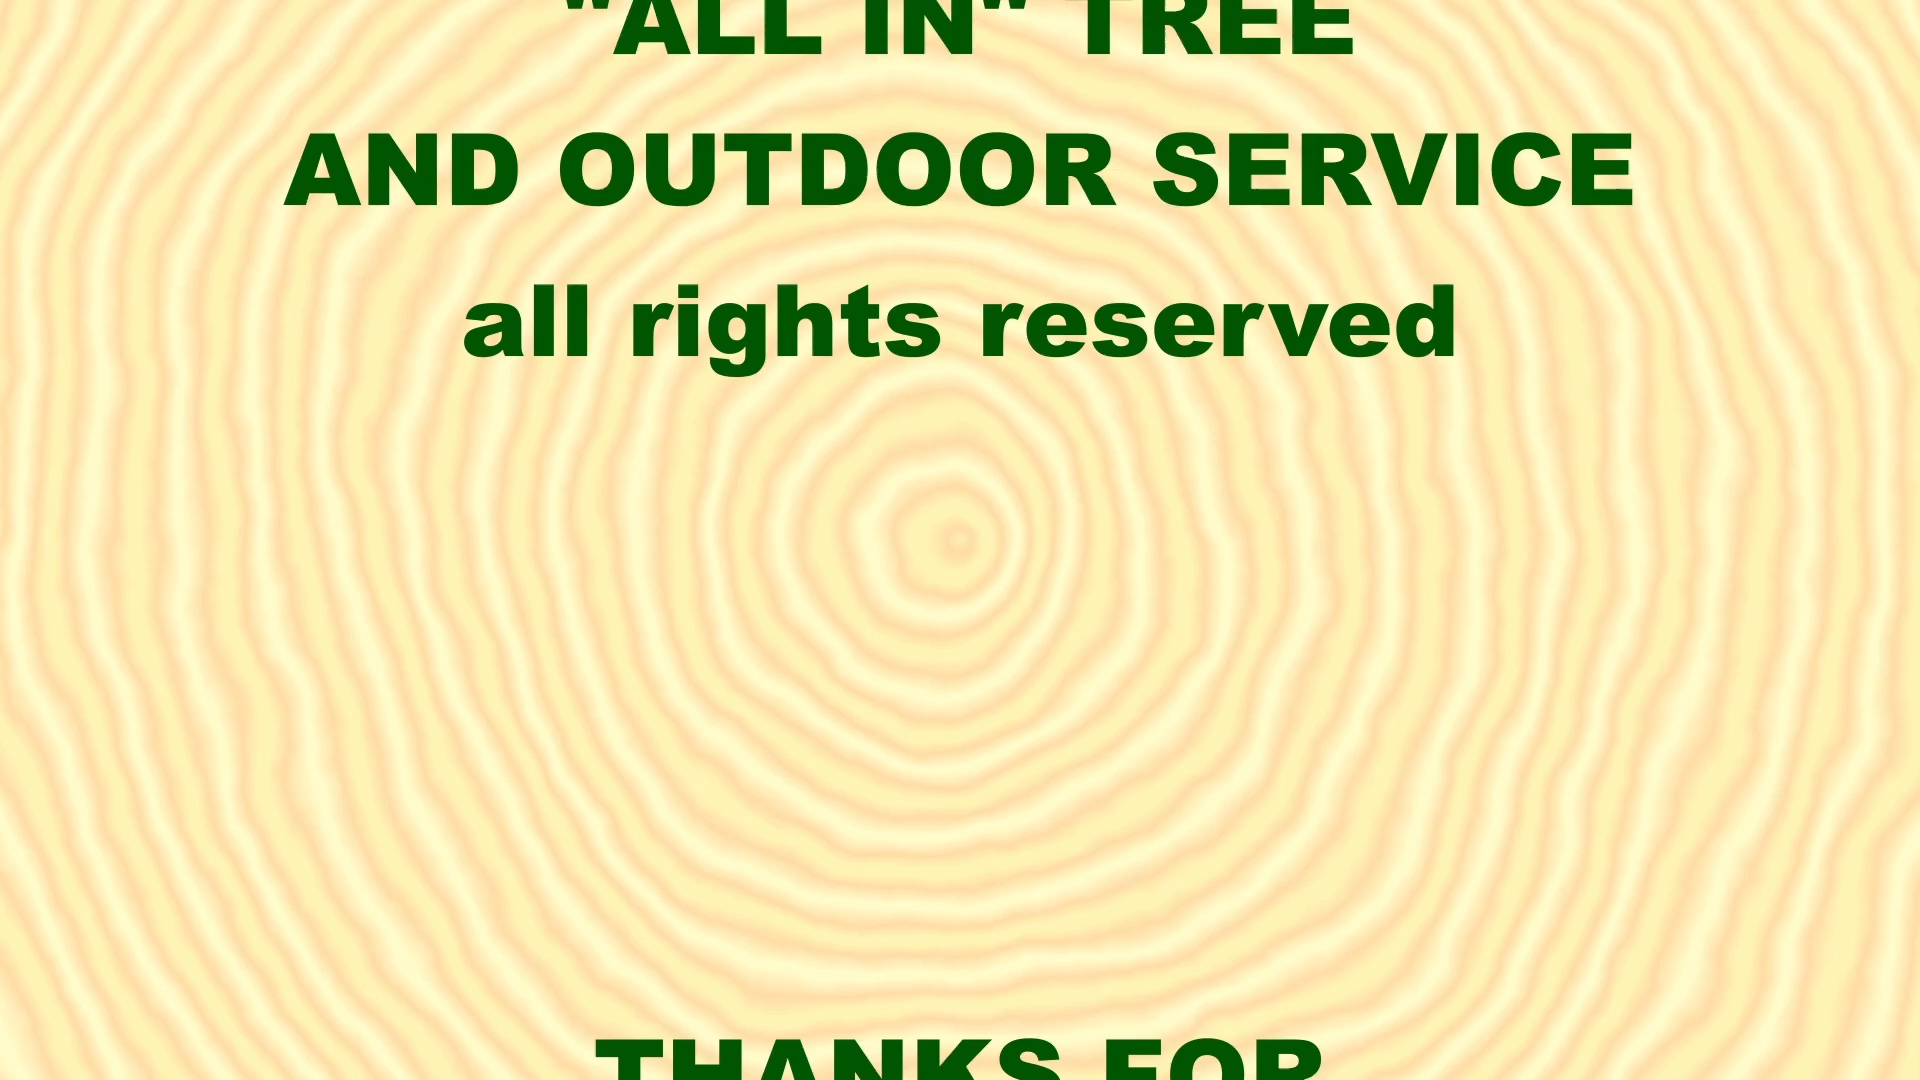 "ALL IN" TREE
AND OUTDOOR SERVICE
all rights reserved
THANKS FOR